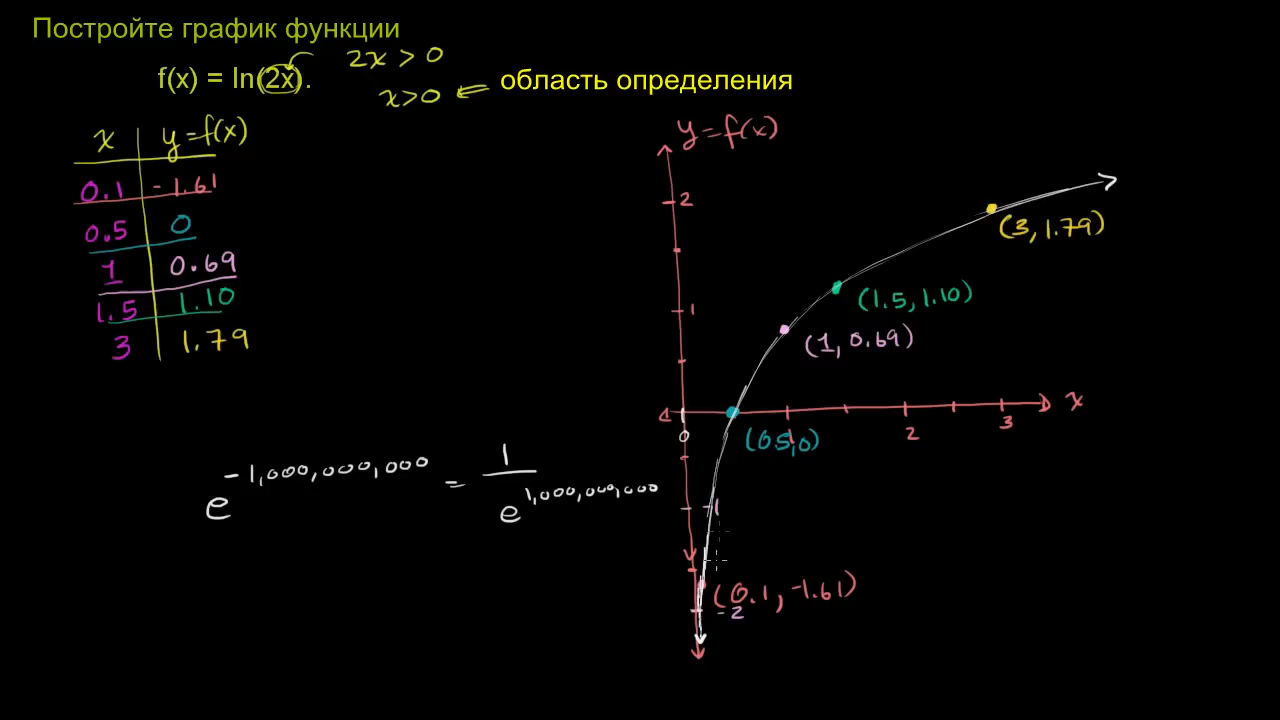 Постройте график функции
f(x) = ln(2x).
2x > 0
x>0
область определения
x y=f(x)
0.1 -1.61
0.5 0
1 0.69
1.5 1.10
3 1.79
y=f(x)
2
(3, 1.79)
1
(1.5, 1.10)
(1, 0.69)
x
0
1
2
3
(0.5,0)
-1
(0.1, -1.61)
-2
e^-1,000,000,000 = 1/e^1,000,000,000